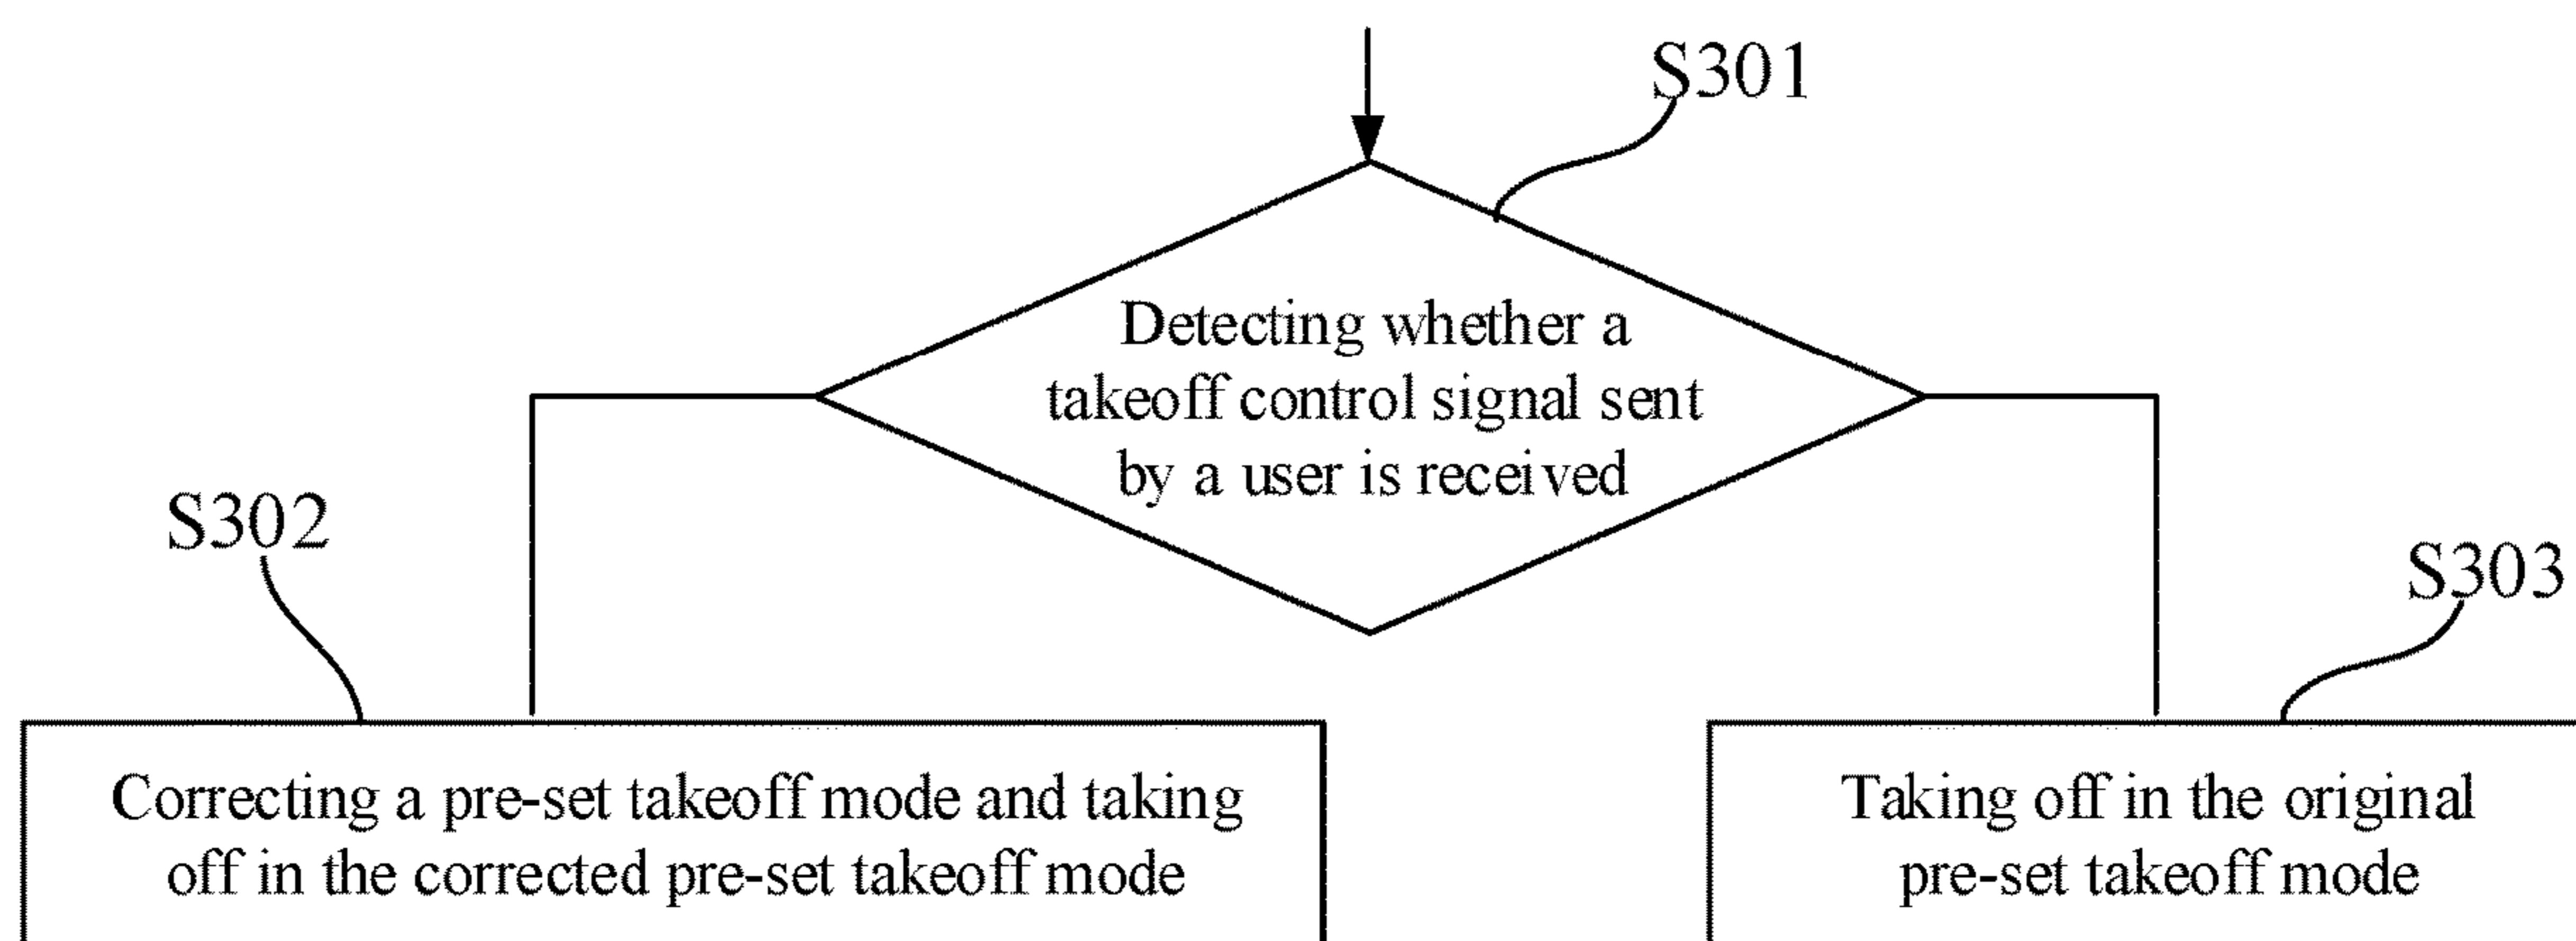 S301
Detecting whether a
takeoff control signal sent
by a user is received
S302
S303
Correcting a pre-set takeoff mode and taking
off in the corrected pre-set takeoff mode
Taking off in the original
pre-set takeoff mode